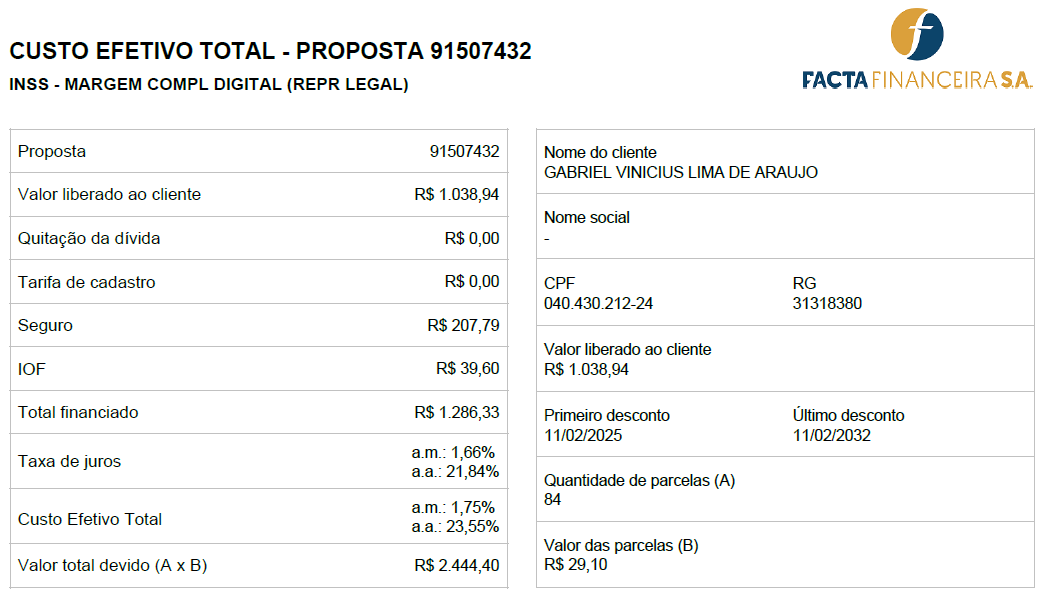 CUSTO EFETIVO TOTAL - PROPOSTA 91507432
INSS - MARGEM COMPL DIGITAL (REPR LEGAL)
f
FACTA FINANCEIRA S.A.
Proposta 91507432
Valor liberado ao cliente R$ 1.038,94
Quitação da dívida R$ 0,00
Tarifa de cadastro R$ 0,00
Seguro R$ 207,79
IOF R$ 39,60
Total financiado R$ 1.286,33
Taxa de juros a.m.: 1,66%
a.a.: 21,84%
Custo Efetivo Total a.m.: 1,75%
a.a.: 23,55%
Valor total devido (A x B) R$ 2.444,40
Nome do cliente
GABRIEL VINICIUS LIMA DE ARAUJO
Nome social
-
CPF RG
040.430.212-24 31318380
Valor liberado ao cliente
R$ 1.038,94
Primeiro desconto Último desconto
11/02/2025 11/02/2032
Quantidade de parcelas (A)
84
Valor das parcelas (B)
R$ 29,10